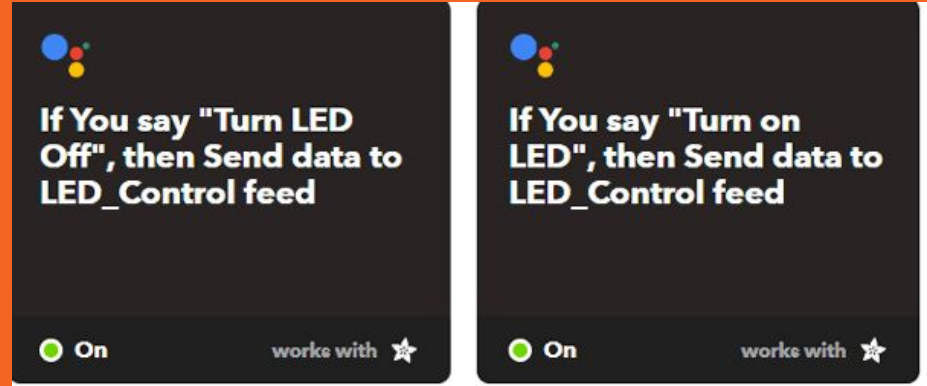 If You say "Turn LED
Off", then Send data to
LED_Control feed
On
works with
If You say "Turn on
LED", then Send data to
LED_Control feed
On
works with